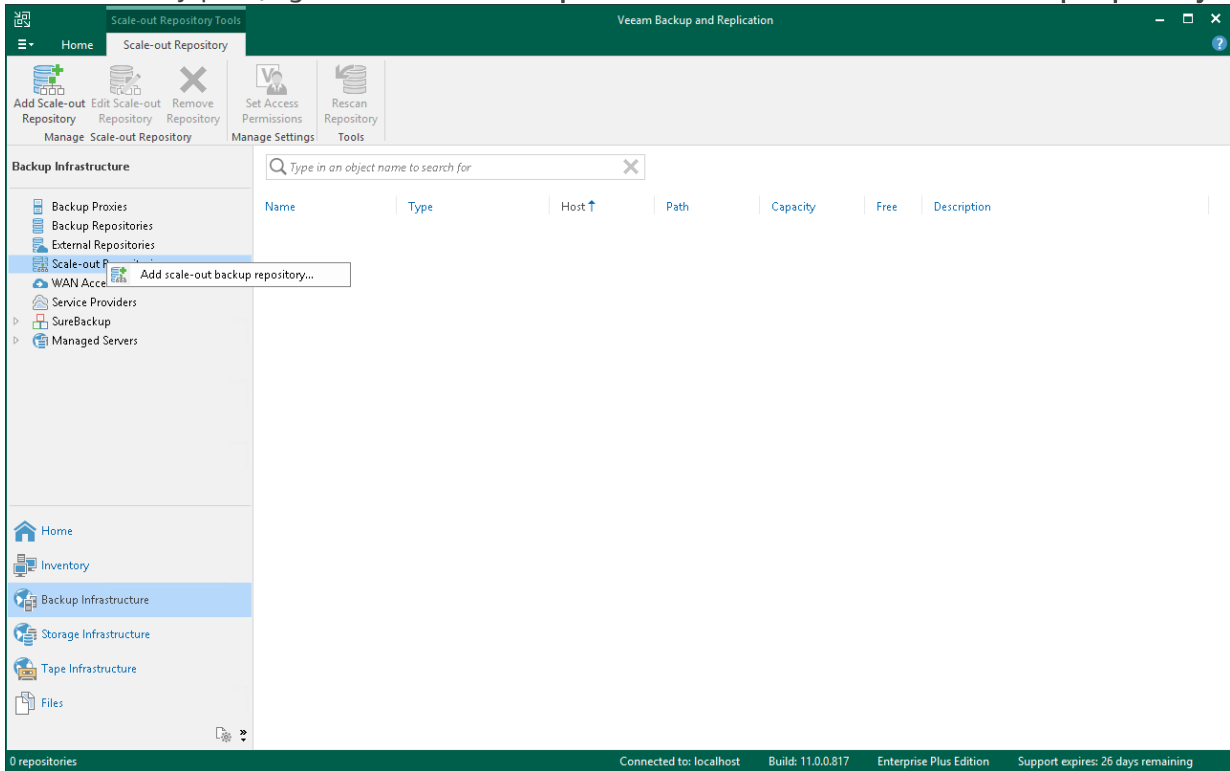 Scale-out Repository Tools
Veeam Backup and Replication
Home Scale-out Repository
Add Scale-out Repository
Edit Scale-out Repository
Remove Repository
Set Access Permissions
Rescan Repository
Manage Scale-out Repository
Manage Settings
Tools
Backup Infrastructure
Type in an object name to search for
Name Type Host Path Capacity Free Description
Backup Proxies
Backup Repositories
External Repositories
Scale-out
Add scale-out backup repository...
WAN Acce
Service Providers
SureBackup
Managed Servers
Home
Inventory
Backup Infrastructure
Storage Infrastructure
Tape Infrastructure
Files
0 repositories
Connected to: localhost Build: 11.0.0.817 Enterprise Plus Edition Support expires: 26 days remaining